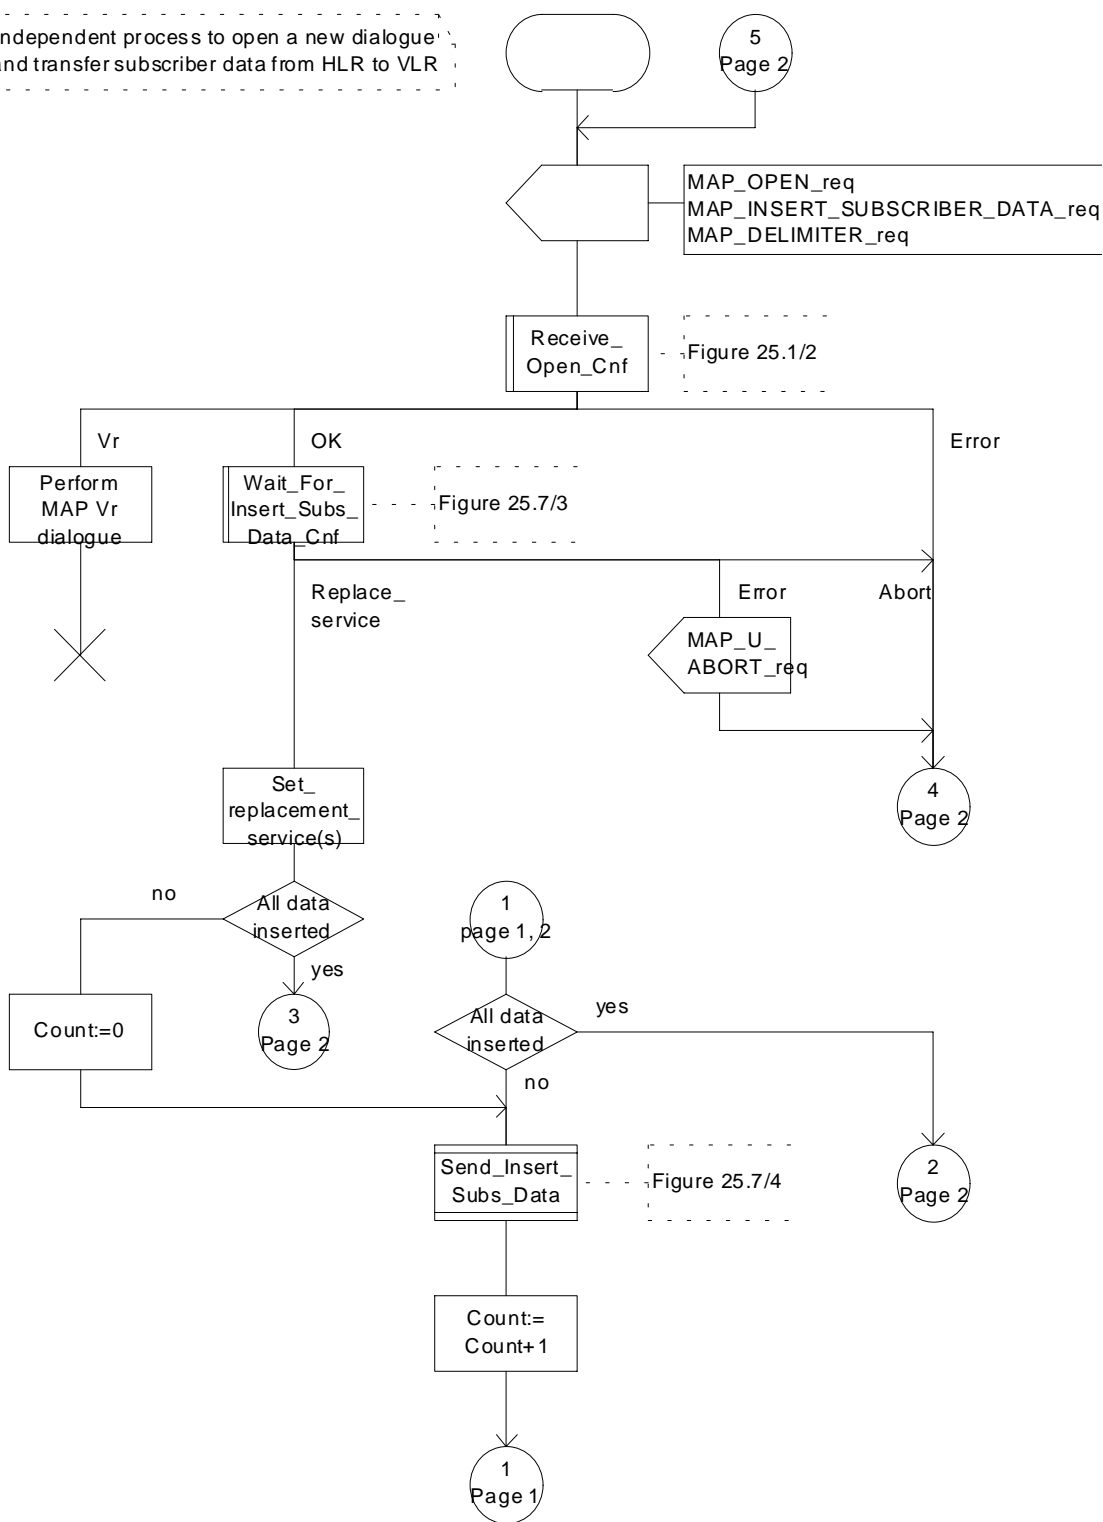 ndependent process to open a new dialogue
and transfer subscriber data from HLR to VLR
5
Page 2
MAP_OPEN_req
MAP_INSERT_SUBSCRIBER_DATA_req
MAP_DELIMITER_req
Receive_
Open_Cnf
Figure 25.1/2
Vr
OK
Error
Perform
MAP Vr
dialogue
Wait_For_
Insert_Subs_
Data_Cnf
Figure 25.7/3
Replace_
service
Error
Abort
MAP_U_
ABORT_req
Set_
replacement_
service(s)
4
Page 2
no
All data
inserted
yes
1
page 1, 2
Count:=0
3
Page 2
All data
inserted
yes
no
Send_Insert_
Subs_Data
Figure 25.7/4
2
Page 2
Count:=
Count+1
1
Page 1